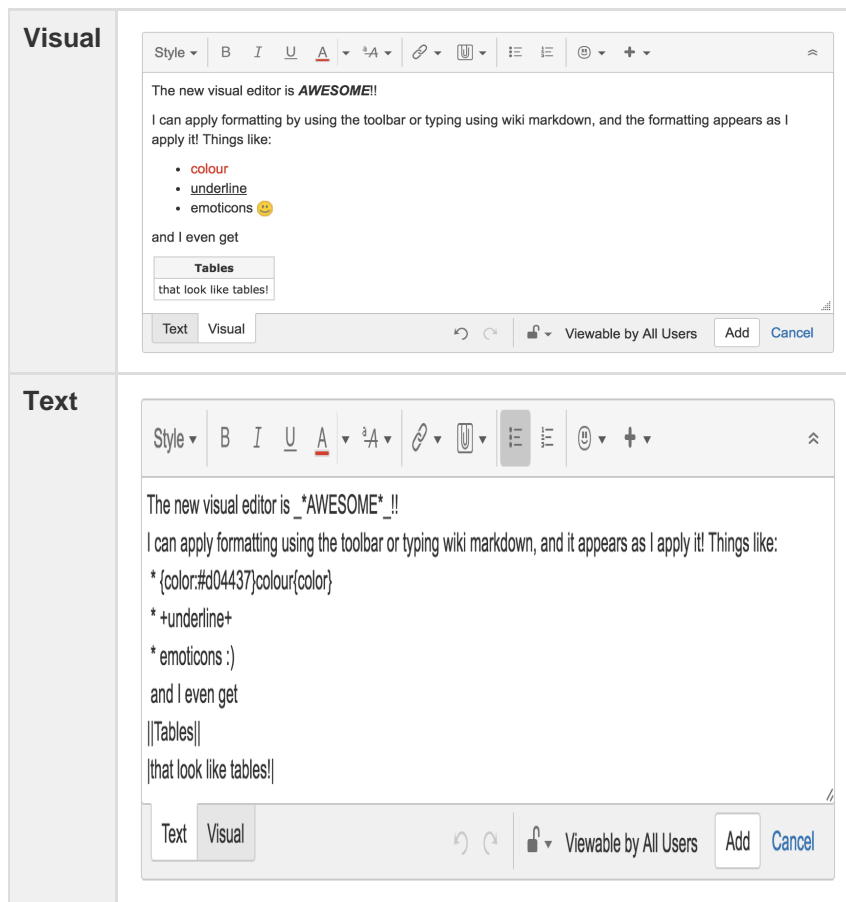 Visual
Style B I U A ªA
The new visual editor is AWESOME!!
I can apply formatting by using the toolbar or typing using wiki markdown, and the formatting appears as I
apply it! Things like:
• colour
• underline
• emoticons 🙂
and I even get
Tables
that look like tables!
Text Visual Viewable by All Users Add Cancel
Text
Style B I U A ªA
The new visual editor is _*AWESOME*_!!
I can apply formatting using the toolbar or typing wiki markdown, and it appears as I apply it! Things like:
* {color:#d04437}colour{color}
* +underline+
* emoticons :)
and I even get
||Tables||
|that look like tables!|
Text Visual Viewable by All Users Add Cancel